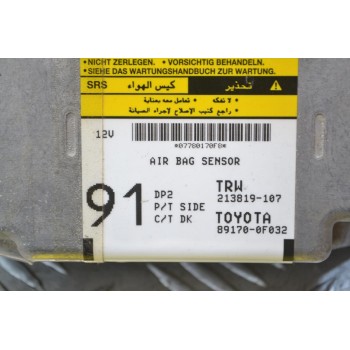 •NICHT ZERLEGEN. •VORSICHTIG BEHANDELN.
•SIEHE DAS WARTUNGSHANDBUCH ZUR WARTUNG.
SRS كيس الهواء تحذير
• لا تفكه • تعامل معه بعناية
• راجع كتيب الإصلاح لإجراء الصيانة
12V
*07700170F0*
AIR BAG SENSOR
91
DP2 TRW
P/T SIDE 213819-107
C/T DK TOYOTA
89170-0F032